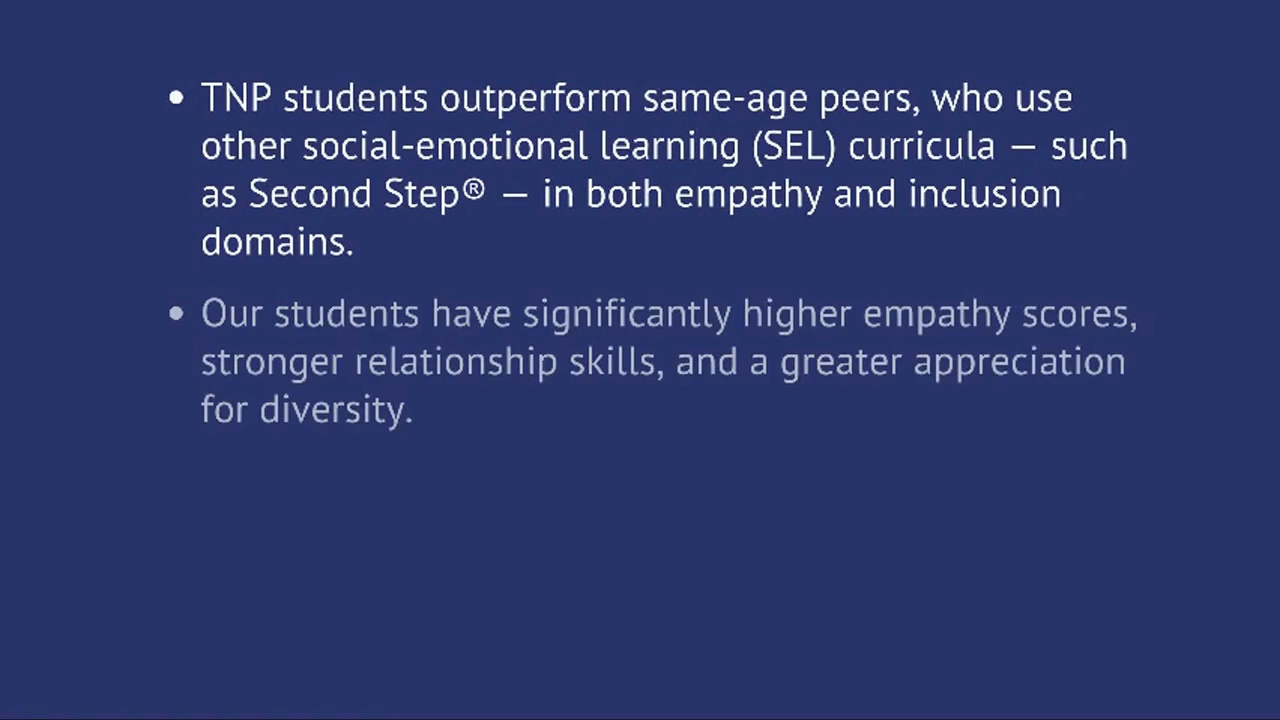 • TNP students outperform same-age peers, who use
other social-emotional learning (SEL) curricula — such
as Second Step® — in both empathy and inclusion
domains.
• Our students have significantly higher empathy scores,
stronger relationship skills, and a greater appreciation
for diversity.